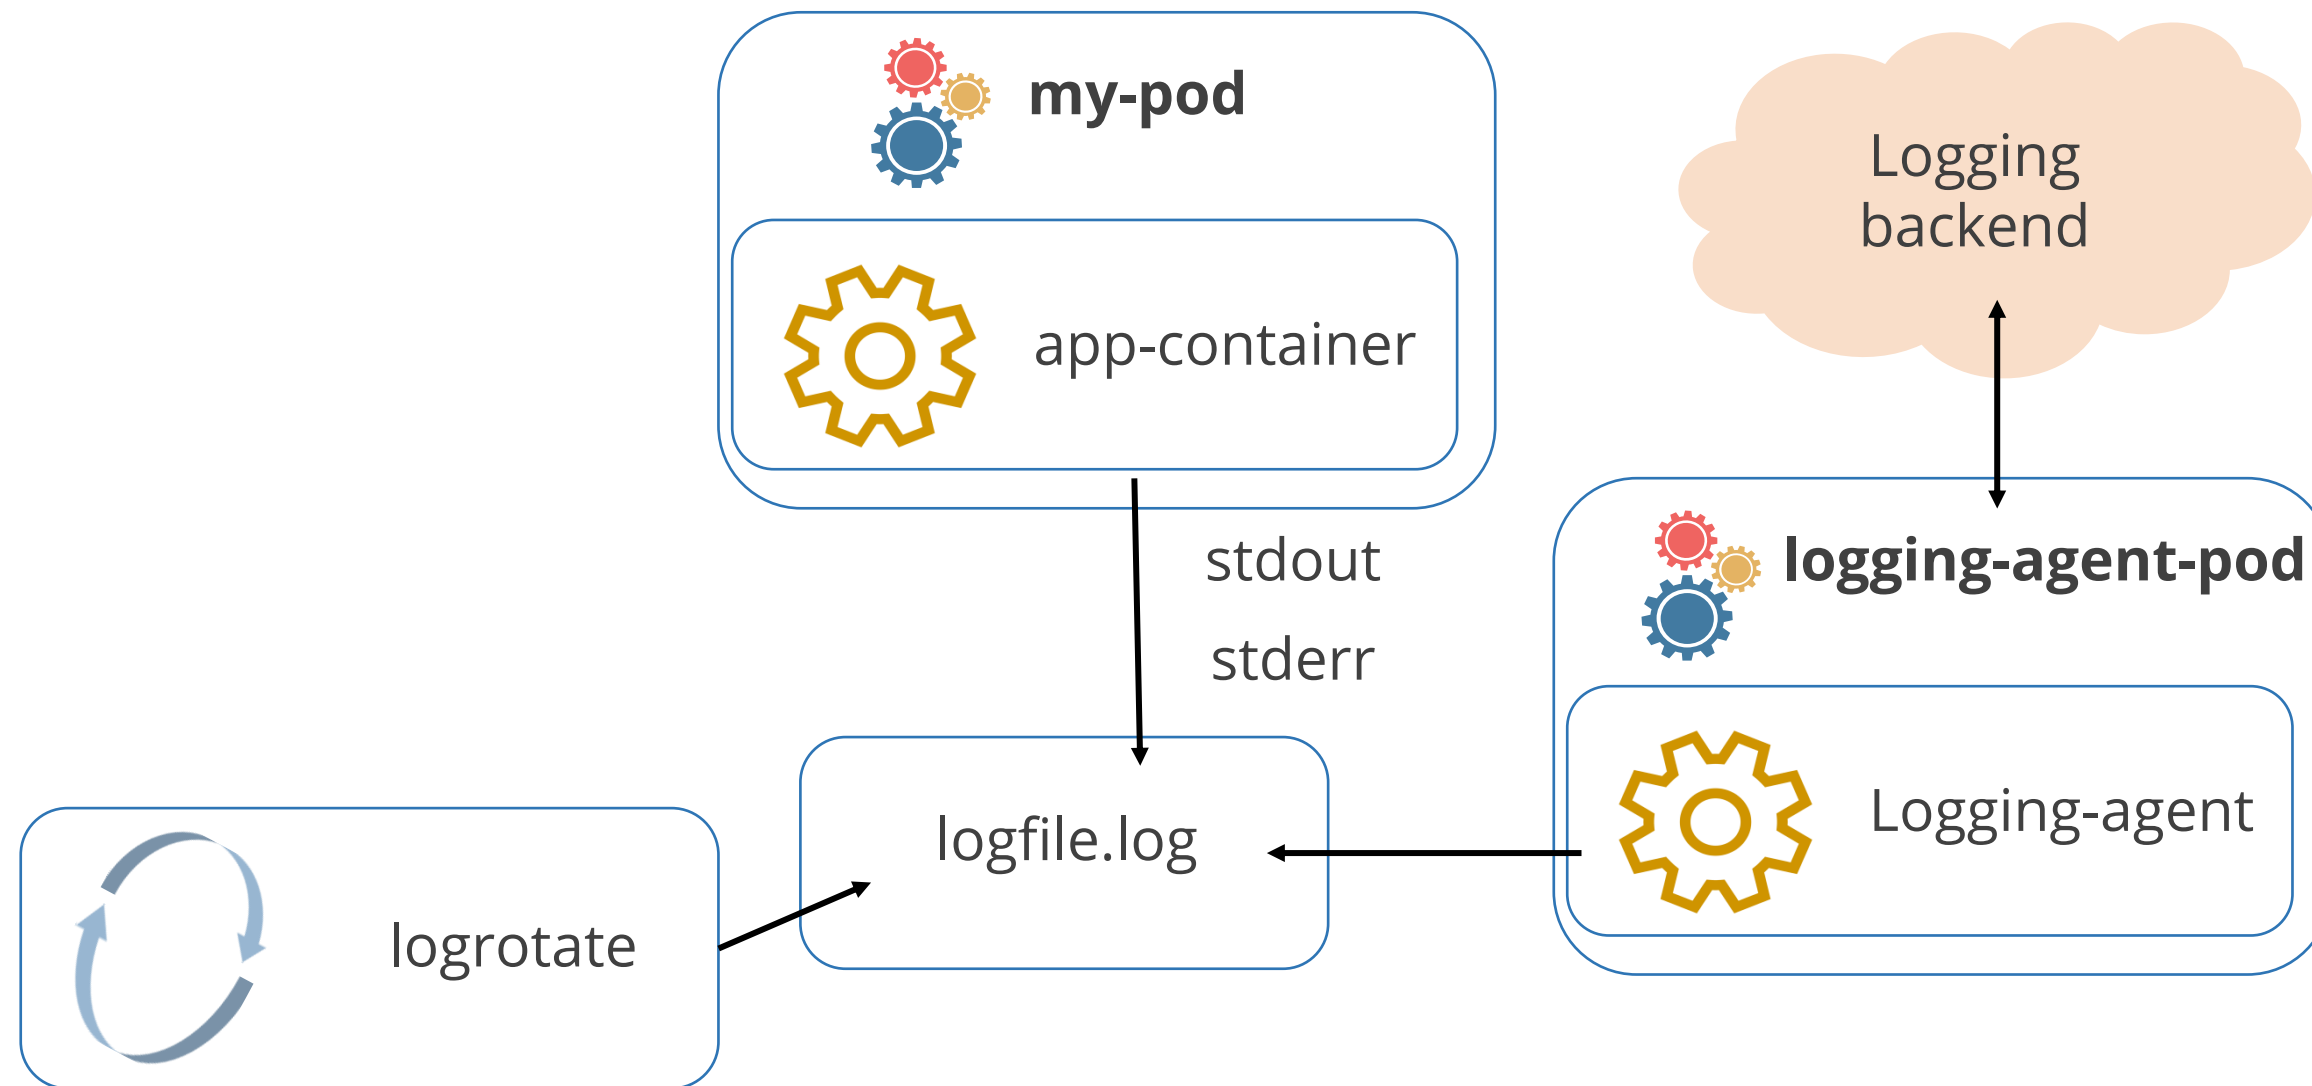 my-pod
app-container
stdout
stderr
logfile.log
logrotate
Logging
backend
logging-agent-pod
Logging-agent